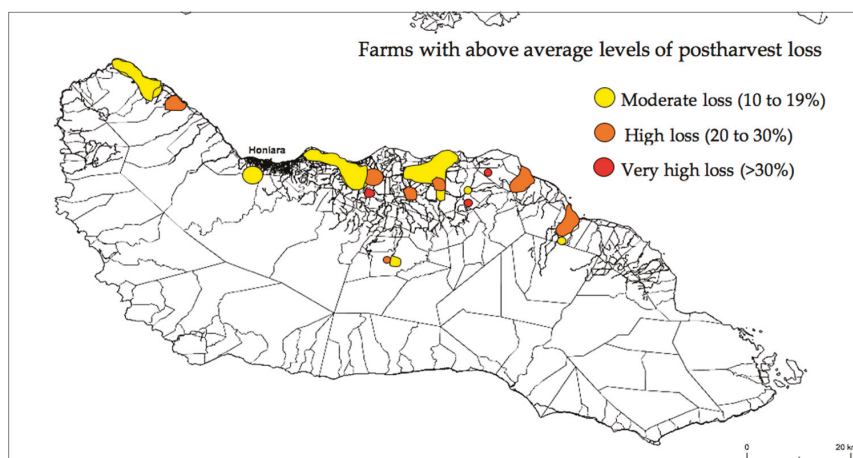 Farms with above average levels of postharvest loss
Moderate loss (10 to 19%)
High loss (20 to 30%)
Very high loss (>30%)
Honiara
0 20 k